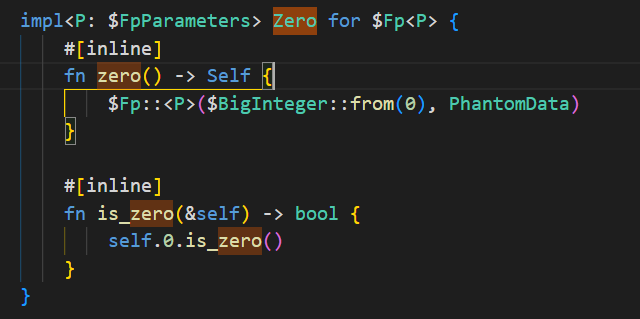 impl<P: $FpParameters> Zero for $Fp<P> {
    #[inline]
    fn zero() -> Self {
        $Fp::<P>($BigInteger::from(0), PhantomData)
    }

    #[inline]
    fn is_zero(&self) -> bool {
        self.0.is_zero()
    }
}